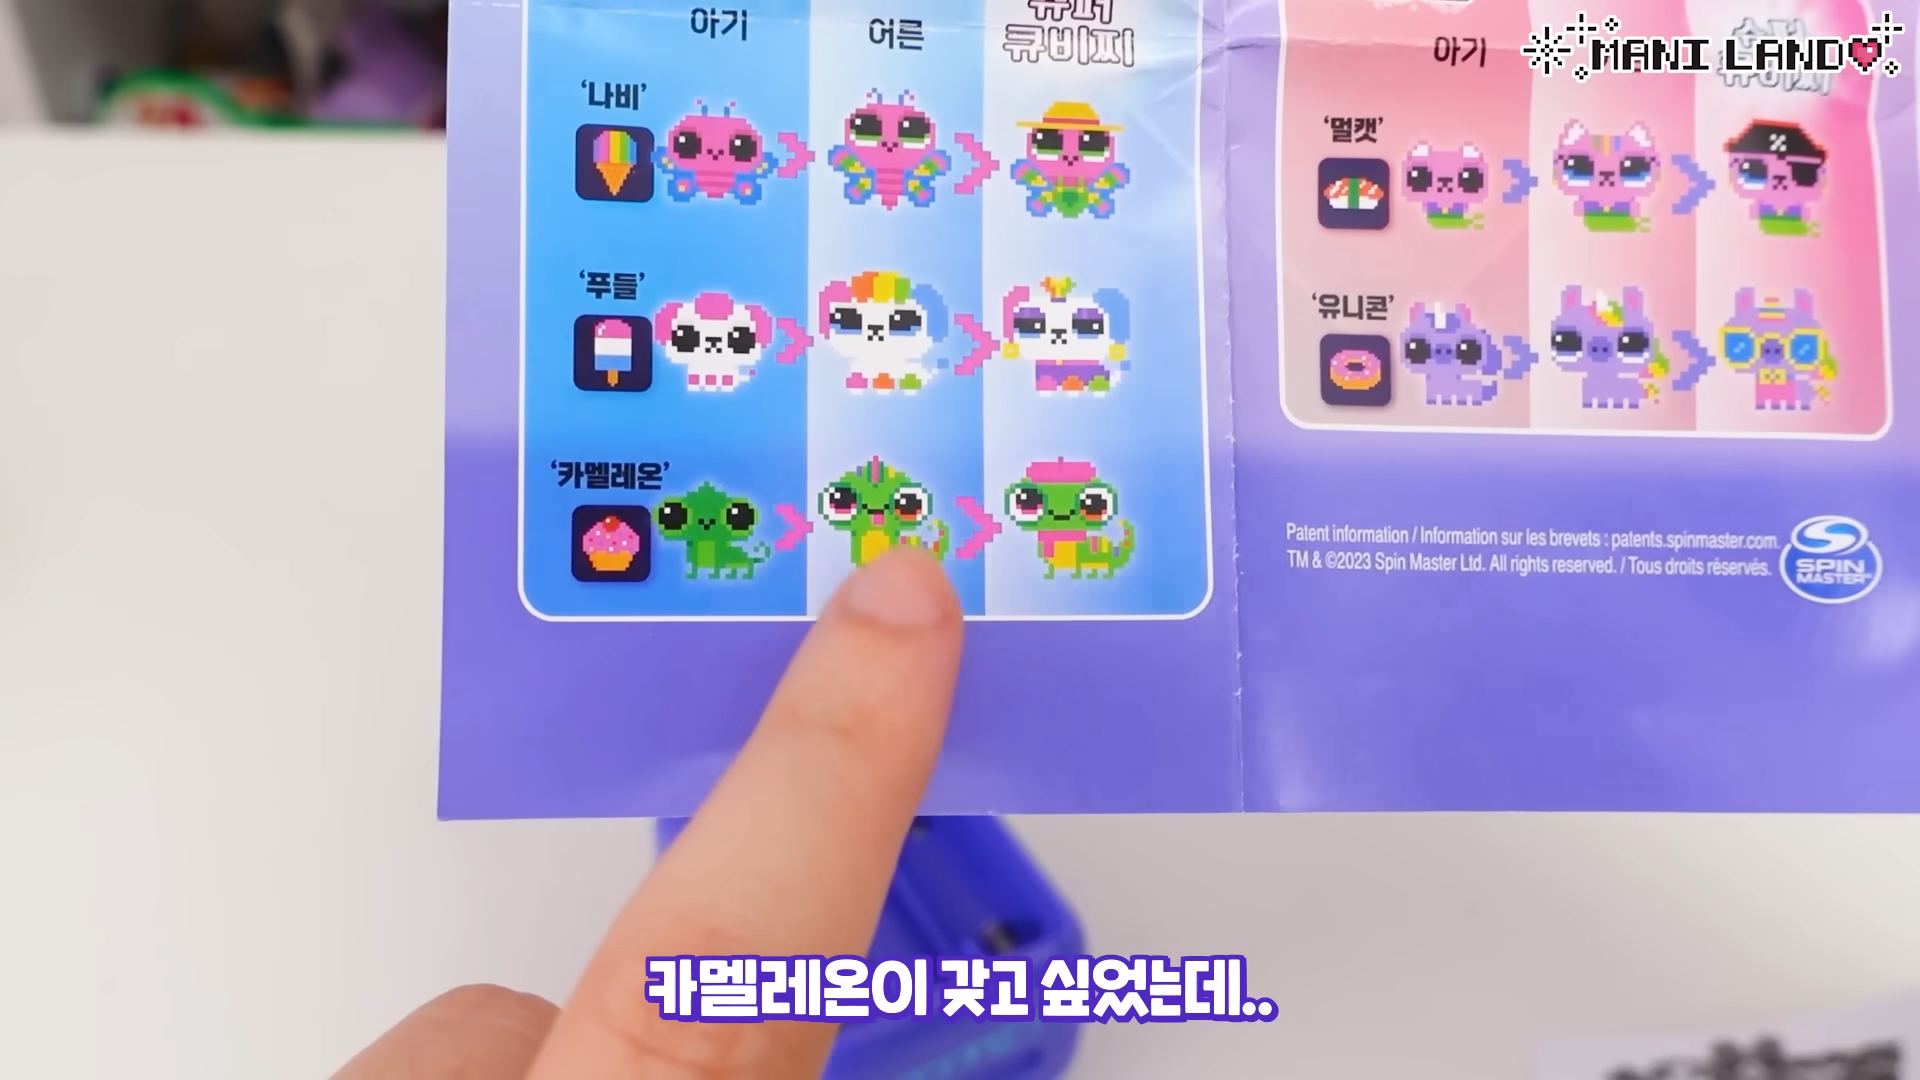 아기
어른
슈퍼
큐비찌
'나비'
'푸들'
'카멜레온'
아기
MANI LAND
'멀캣'
'유니콘'
Patent information / Information sur les brevets : patents.spinmaster.com
TM & ©2023 Spin Master Ltd. All rights reserved. / Tous droits réservés.
SPIN
MASTER
카멜레온이 갖고 싶었는데..